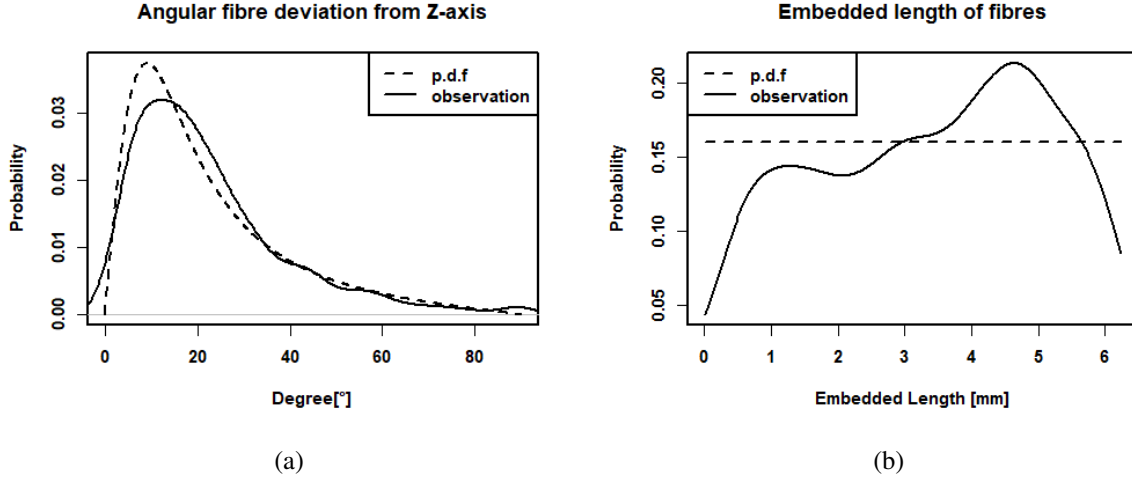 Angular fibre deviation from Z-axis
p.d.f
observation
Probability
0.00
0.01
0.02
0.03
0 20 40 60 80
Degree[°]
(a)
Embedded length of fibres
p.d.f
observation
Probability
0.05
0.10
0.15
0.20
0 1 2 3 4 5 6
Embedded Length [mm]
(b)